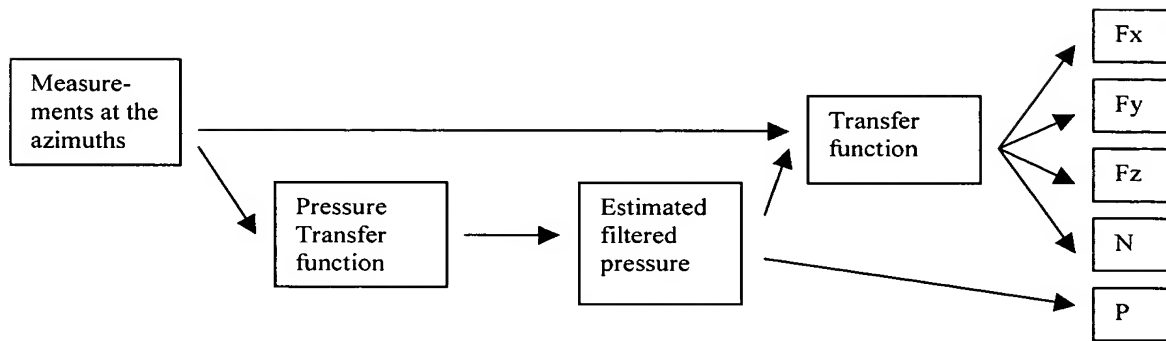 Measure-
ments at the
azimuths
Pressure
Transfer
function
Estimated
filtered
pressure
Transfer
function
Fx
Fy
Fz
N
P